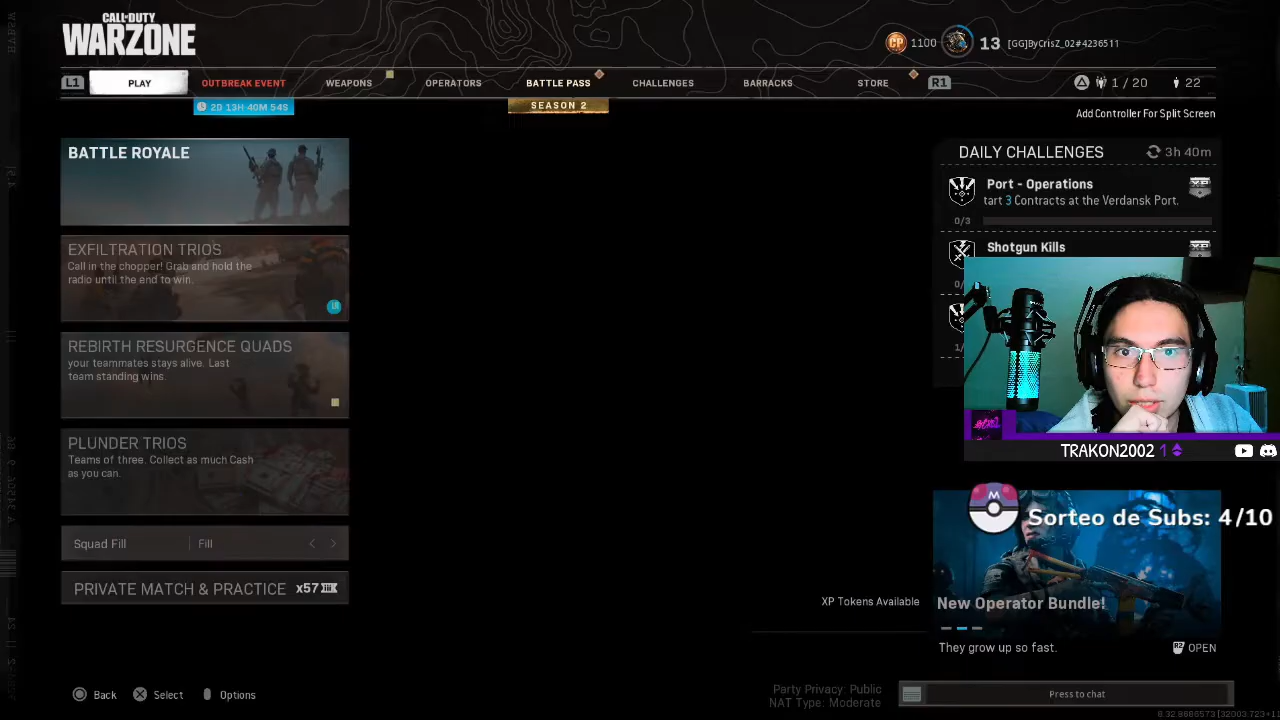 CALL OF DUTY
WARZONE
CP 1100
13
[GG]ByCrisZ_02#4236511
L1
PLAY
OUTBREAK EVENT
WEAPONS
OPERATORS
BATTLE PASS
CHALLENGES
BARRACKS
STORE
R1
1 / 20
22
2D 13H 40M 54S
SEASON 2
Add Controller For Split Screen
BATTLE ROYALE
EXFILTRATION TRIOS
Call in the chopper! Grab and hold the
radio until the end to win.
REBIRTH RESURGENCE QUADS
your teammates stays alive. Last
team standing wins.
PLUNDER TRIOS
Teams of three. Collect as much Cash
as you can.
Squad Fill
Fill
PRIVATE MATCH & PRACTICE
x57
DAILY CHALLENGES
3h 40m
Port - Operations
tart 3 Contracts at the Verdansk Port.
XP
0/3
Shotgun Kills
XP
0/
1/
TRAKON2002 1
M
Sorteo de Subs: 4/10
XP Tokens Available
New Operator Bundle!
They grow up so fast.
R2 OPEN
Back
Select
Options
Party Privacy: Public
NAT Type: Moderate
Press to chat